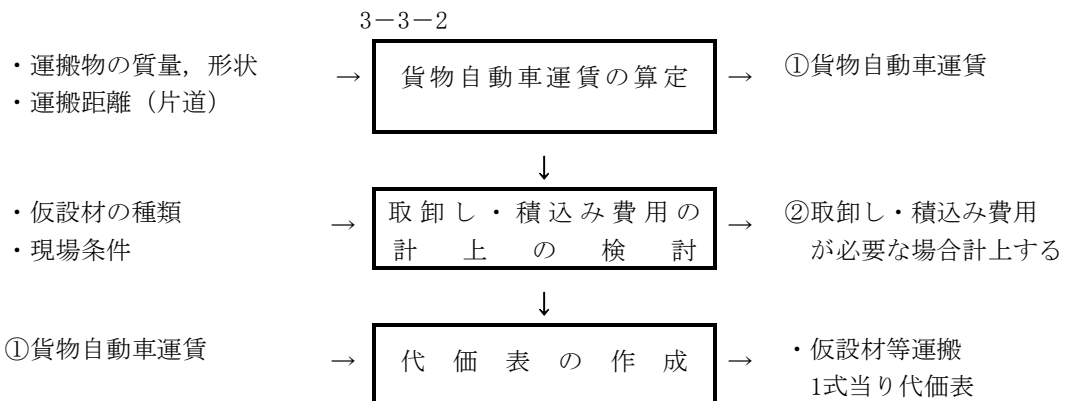 3－3－2
・運搬物の質量，形状
・運搬距離（片道）
→
貨物自動車運賃の算定
→
①貨物自動車運賃
↓
・仮設材の種類
・現場条件
→
取卸し・積込み費用の
計上の検討
→
②取卸し・積込み費用
が必要な場合計上する
↓
①貨物自動車運賃
→
代価表の作成
→
・仮設材等運搬
1式当り代価表